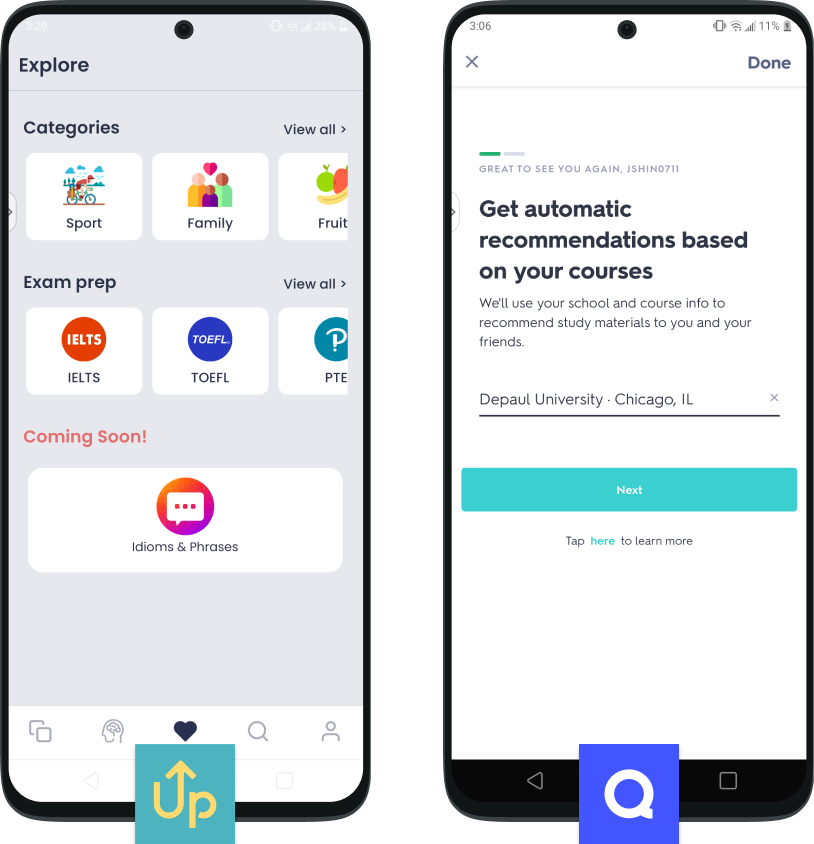 3:29
28%
Explore
Categories
View all >
Sport
Family
Fruit
Exam prep
View all >
IELTS
TOEFL
IELTS
TOEFL
PTE
Coming Soon!
Idioms & Phrases
Up
3:06
11%
Done
GREAT TO SEE YOU AGAIN, JSHIN0711
Get automatic
recommendations based
on your courses
We'll use your school and course info to
recommend study materials to you and your
friends.
Depaul University · Chicago, IL
Next
Tap here to learn more
Q